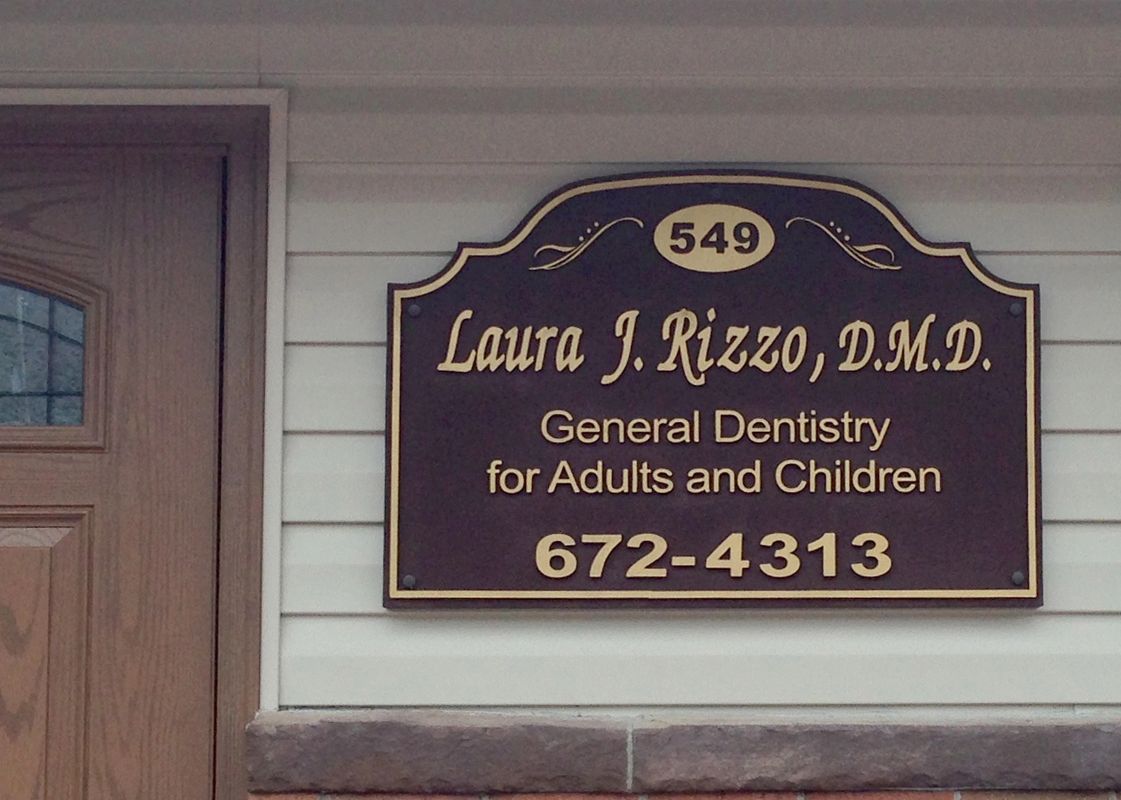 549
Laura J. Rizzo, D.M.D.
General Dentistry
for Adults and Children
672-4313